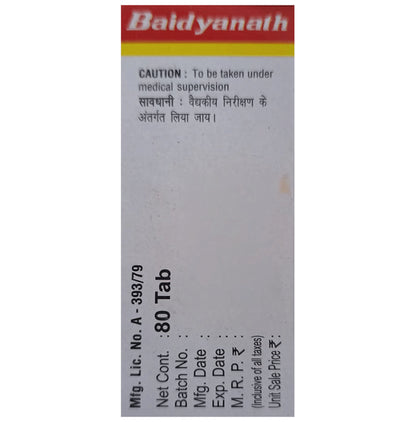 Baidyanath
CAUTION : To be taken under
medical supervision
सावधानी : वैद्यकीय निरीक्षण के
अंतर्गत लिया जाय।
Mfg. Lic. No. A - 393/79
Net Cont. : 80 Tab
Batch No. :
Mfg. Date :
Exp. Date :
M. R. P. ₹ :
(Inclusive of all taxes)
Unit Sale Price ₹ :